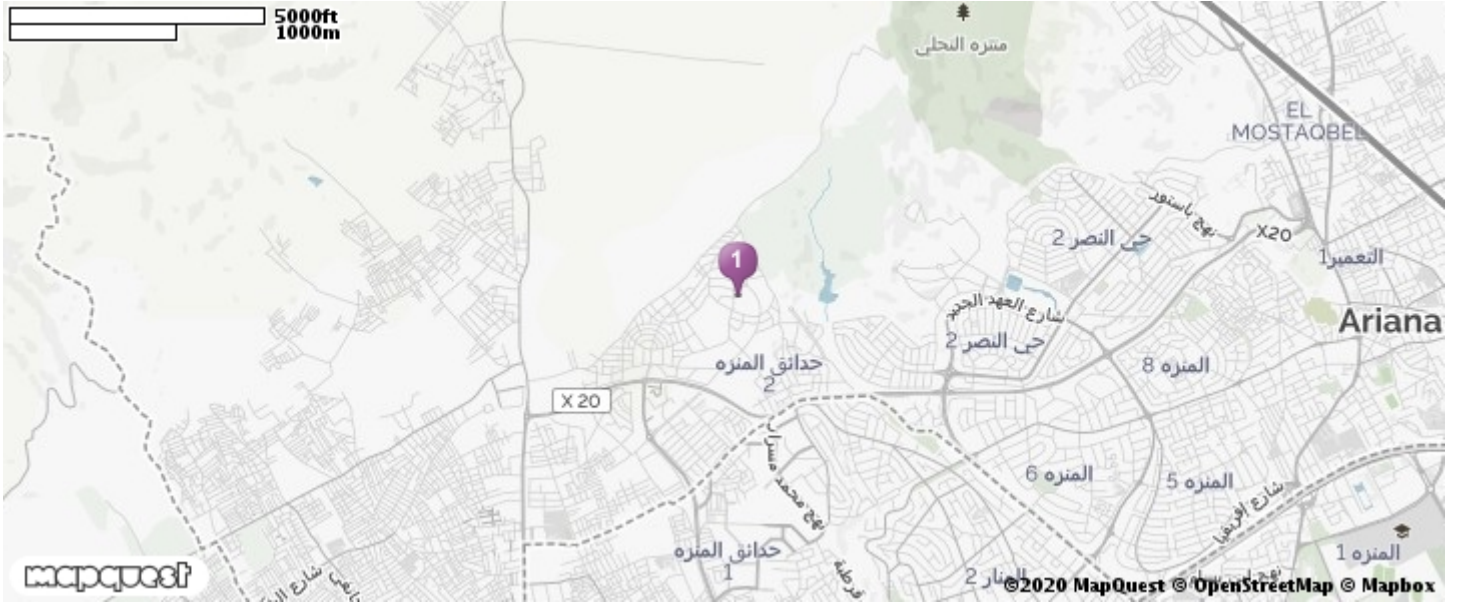 5000ft
1000m
منتزه النحلي
EL
MOSTAQBEL
نهج باستور
X20
حي النصر 2
التعمير1
1
شارع العهد الجديد
Ariana
حي النصر 2
حدائق المنزه
2
المنزه 8
X 20
نهج محمد مسرار
المنزه 6
المنزه 5
شارع إفريقيا
حدائق المنزه
1
المنزه 1
قرطبة
المنار 2
mapquest
©2020 MapQuest © OpenStreetMap © Mapbox